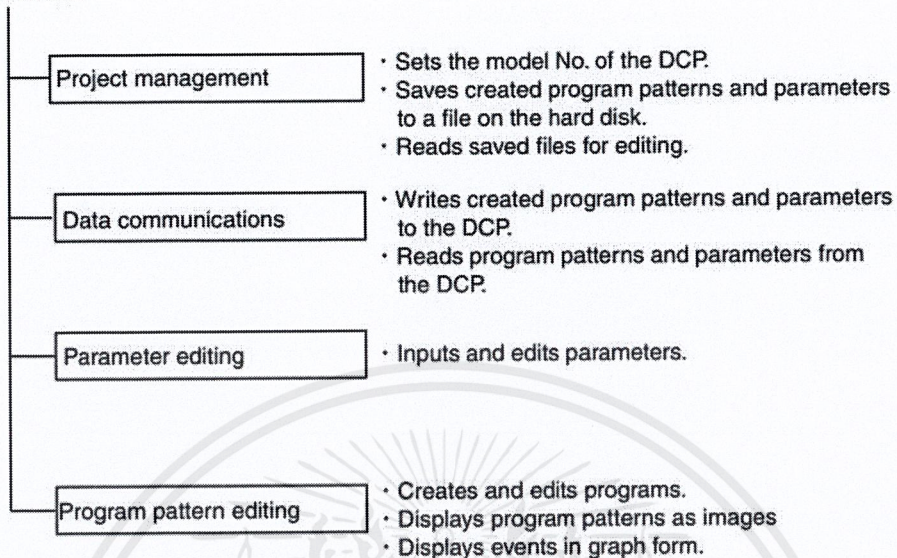 Project management
· Sets the model No. of the DCP.
· Saves created program patterns and parameters
to a file on the hard disk.
· Reads saved files for editing.
Data communications
· Writes created program patterns and parameters
to the DCP.
· Reads program patterns and parameters from
the DCP.
Parameter editing
· Inputs and edits parameters.
Program pattern editing
· Creates and edits programs.
· Displays program patterns as images
· Displays events in graph form.